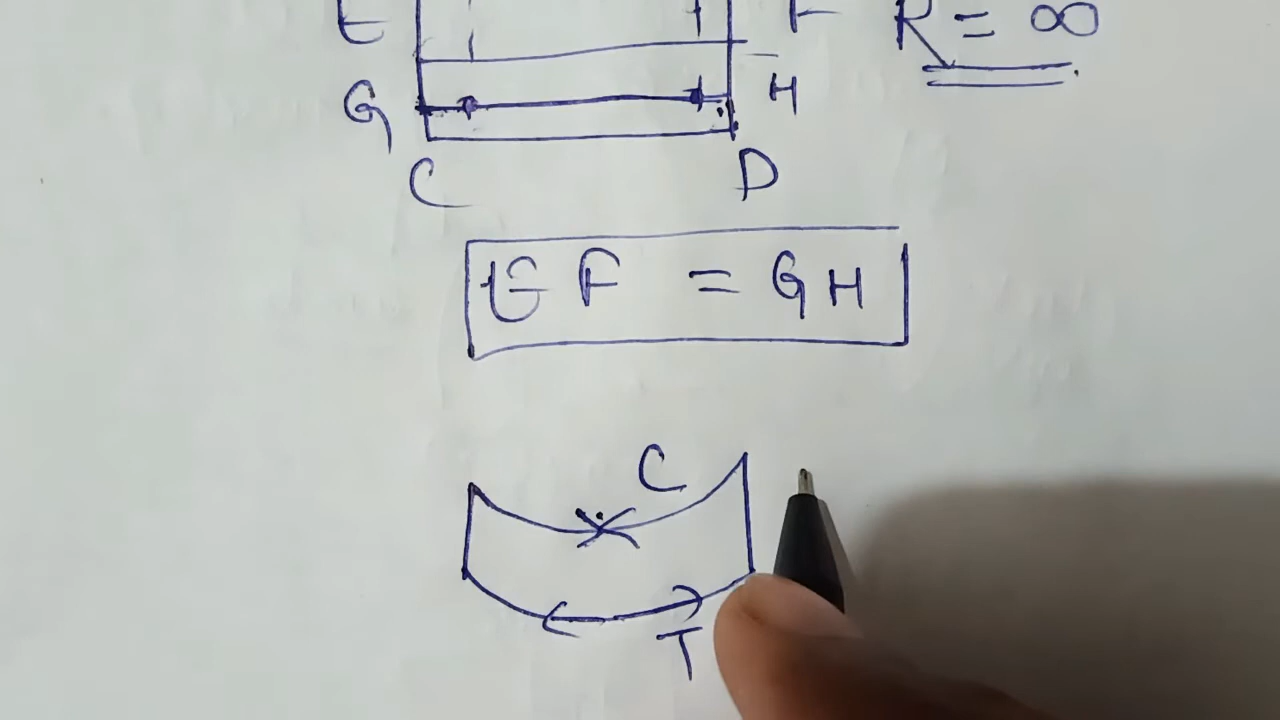 E F R = ∞
G H
C D
EF = GH
C
T